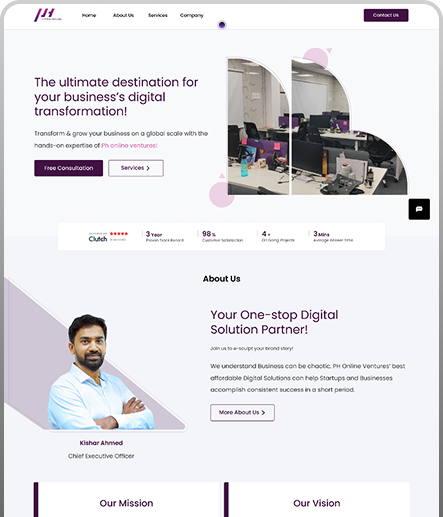 PH
Home About Us Services Company
Contact Us
The ultimate destination for
your business's digital
transformation!
Transform & grow your business on a global scale with the
hands-on expertise of Ph online ventures!
Free Consultation
Services
Clutch
3 Year
Proven Track Record
98 %
Customer Satisfaction
4 +
On Going Projects
3 Mins
Average Answer Time
About Us
Your One-stop Digital
Solution Partner!
Join us to e-sculpt your brand story!
We understand Business can be chaotic. PH Online Ventures' best
affordable Digital Solutions can help Startups and Businesses
accomplish consistent success in a short period.
More About Us
Kishar Ahmed
Chief Executive Officer
Our Mission
Our Vision